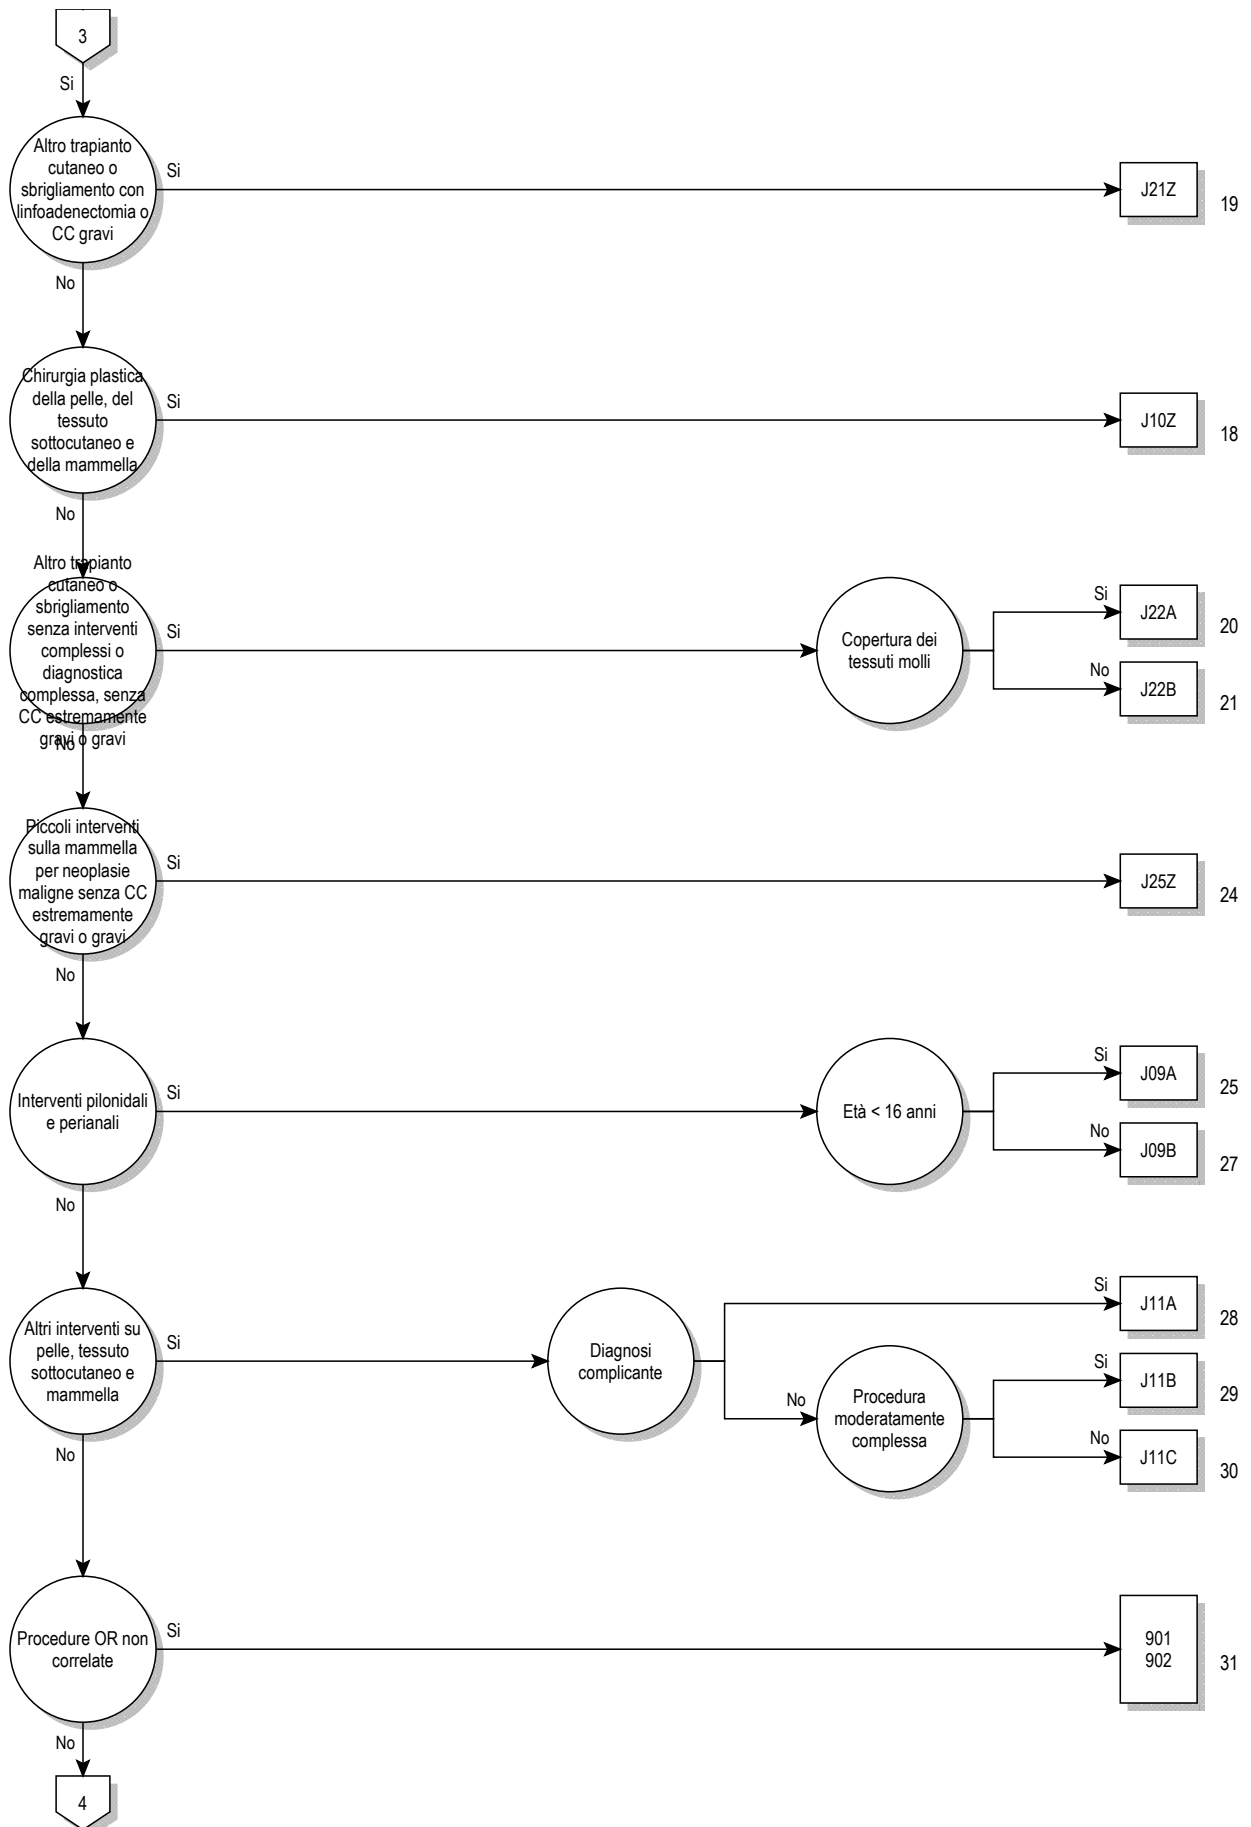 3
Si
Altro trapianto
cutaneo o
sbrigliamento con
linfoadenectomia o
CC gravi
Si
J21Z
19
No
Chirurgia plastica
della pelle, del
tessuto
sottocutaneo e
della mammella
Si
J10Z
18
No
Altro trapianto
cutaneo o
sbrigliamento
senza interventi
complessi o
diagnostica
complessa, senza
CC estremamente
gravi o gravi
Si
Copertura dei
tessuti molli
Si
J22A
20
No
J22B
21
No
Piccoli interventi
sulla mammella
per neoplasie
maligne senza CC
estremamente
gravi o gravi
Si
J25Z
24
No
Interventi pilonidali
e perianali
Si
Età < 16 anni
Si
J09A
25
No
J09B
27
No
Altri interventi su
pelle, tessuto
sottocutaneo e
mammella
Si
Diagnosi
complicante
Si
J11A
28
No
Procedura
moderatamente
complessa
Si
J11B
29
No
J11C
30
No
Procedure OR non
correlate
Si
901
902
31
No
4